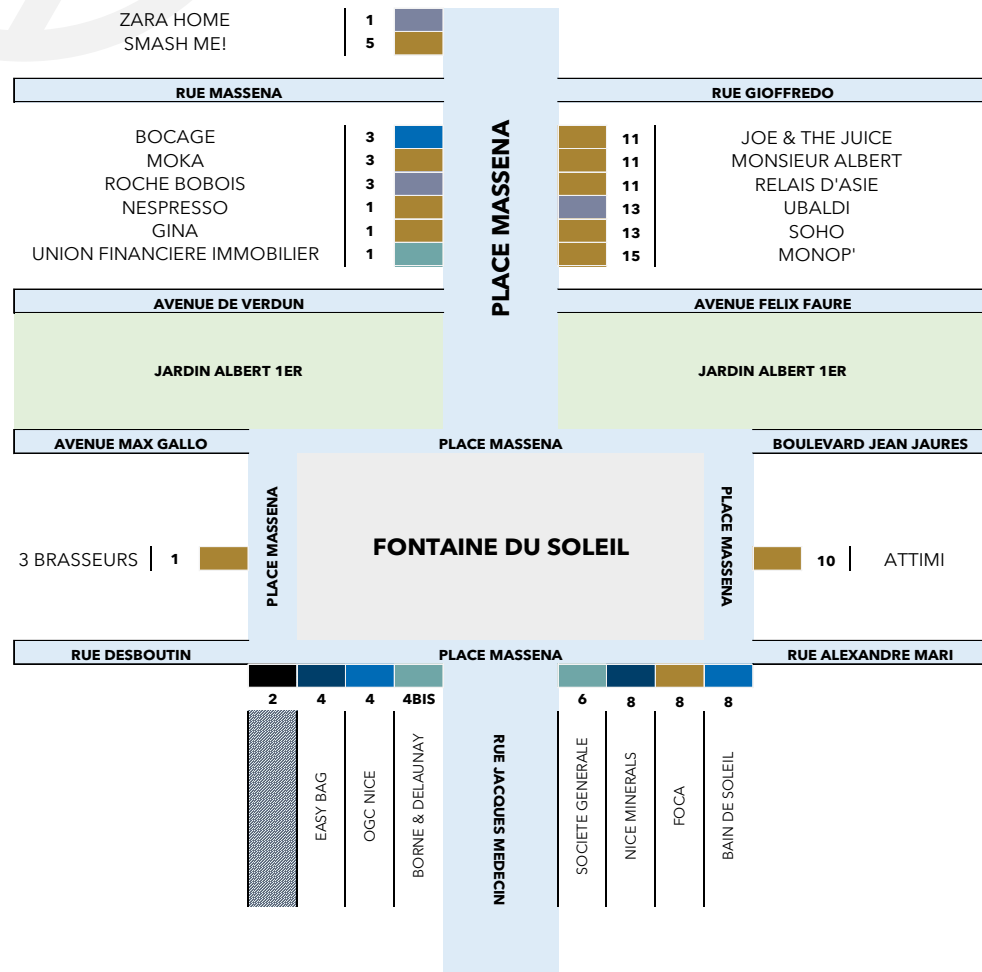 ZARA HOME 1
SMASH ME! 5
RUE MASSENA RUE GIOFFREDO
PLACE MASSENA
BOCAGE 3 11 JOE & THE JUICE
MOKA 3 11 MONSIEUR ALBERT
ROCHE BOBOIS 3 11 RELAIS D'ASIE
NESPRESSO 1 13 UBALDI
GINA 1 13 SOHO
UNION FINANCIERE IMMOBILIER 1 15 MONOP'
AVENUE DE VERDUN AVENUE FELIX FAURE
JARDIN ALBERT 1ER JARDIN ALBERT 1ER
AVENUE MAX GALLO PLACE MASSENA BOULEVARD JEAN JAURES
PLACE MASSENA
FONTAINE DU SOLEIL
PLACE MASSENA
3 BRASSEURS 1 10 ATTIMI
RUE DESBOUTIN PLACE MASSENA RUE ALEXANDRE MARI
2 4 4 4BIS 6 8 8 8
EASY BAG
OGC NICE
BORNE & DELAUNAY
RUE JACQUES MEDECIN
SOCIETE GENERALE
NICE MINERALS
FOCA
BAIN DE SOLEIL